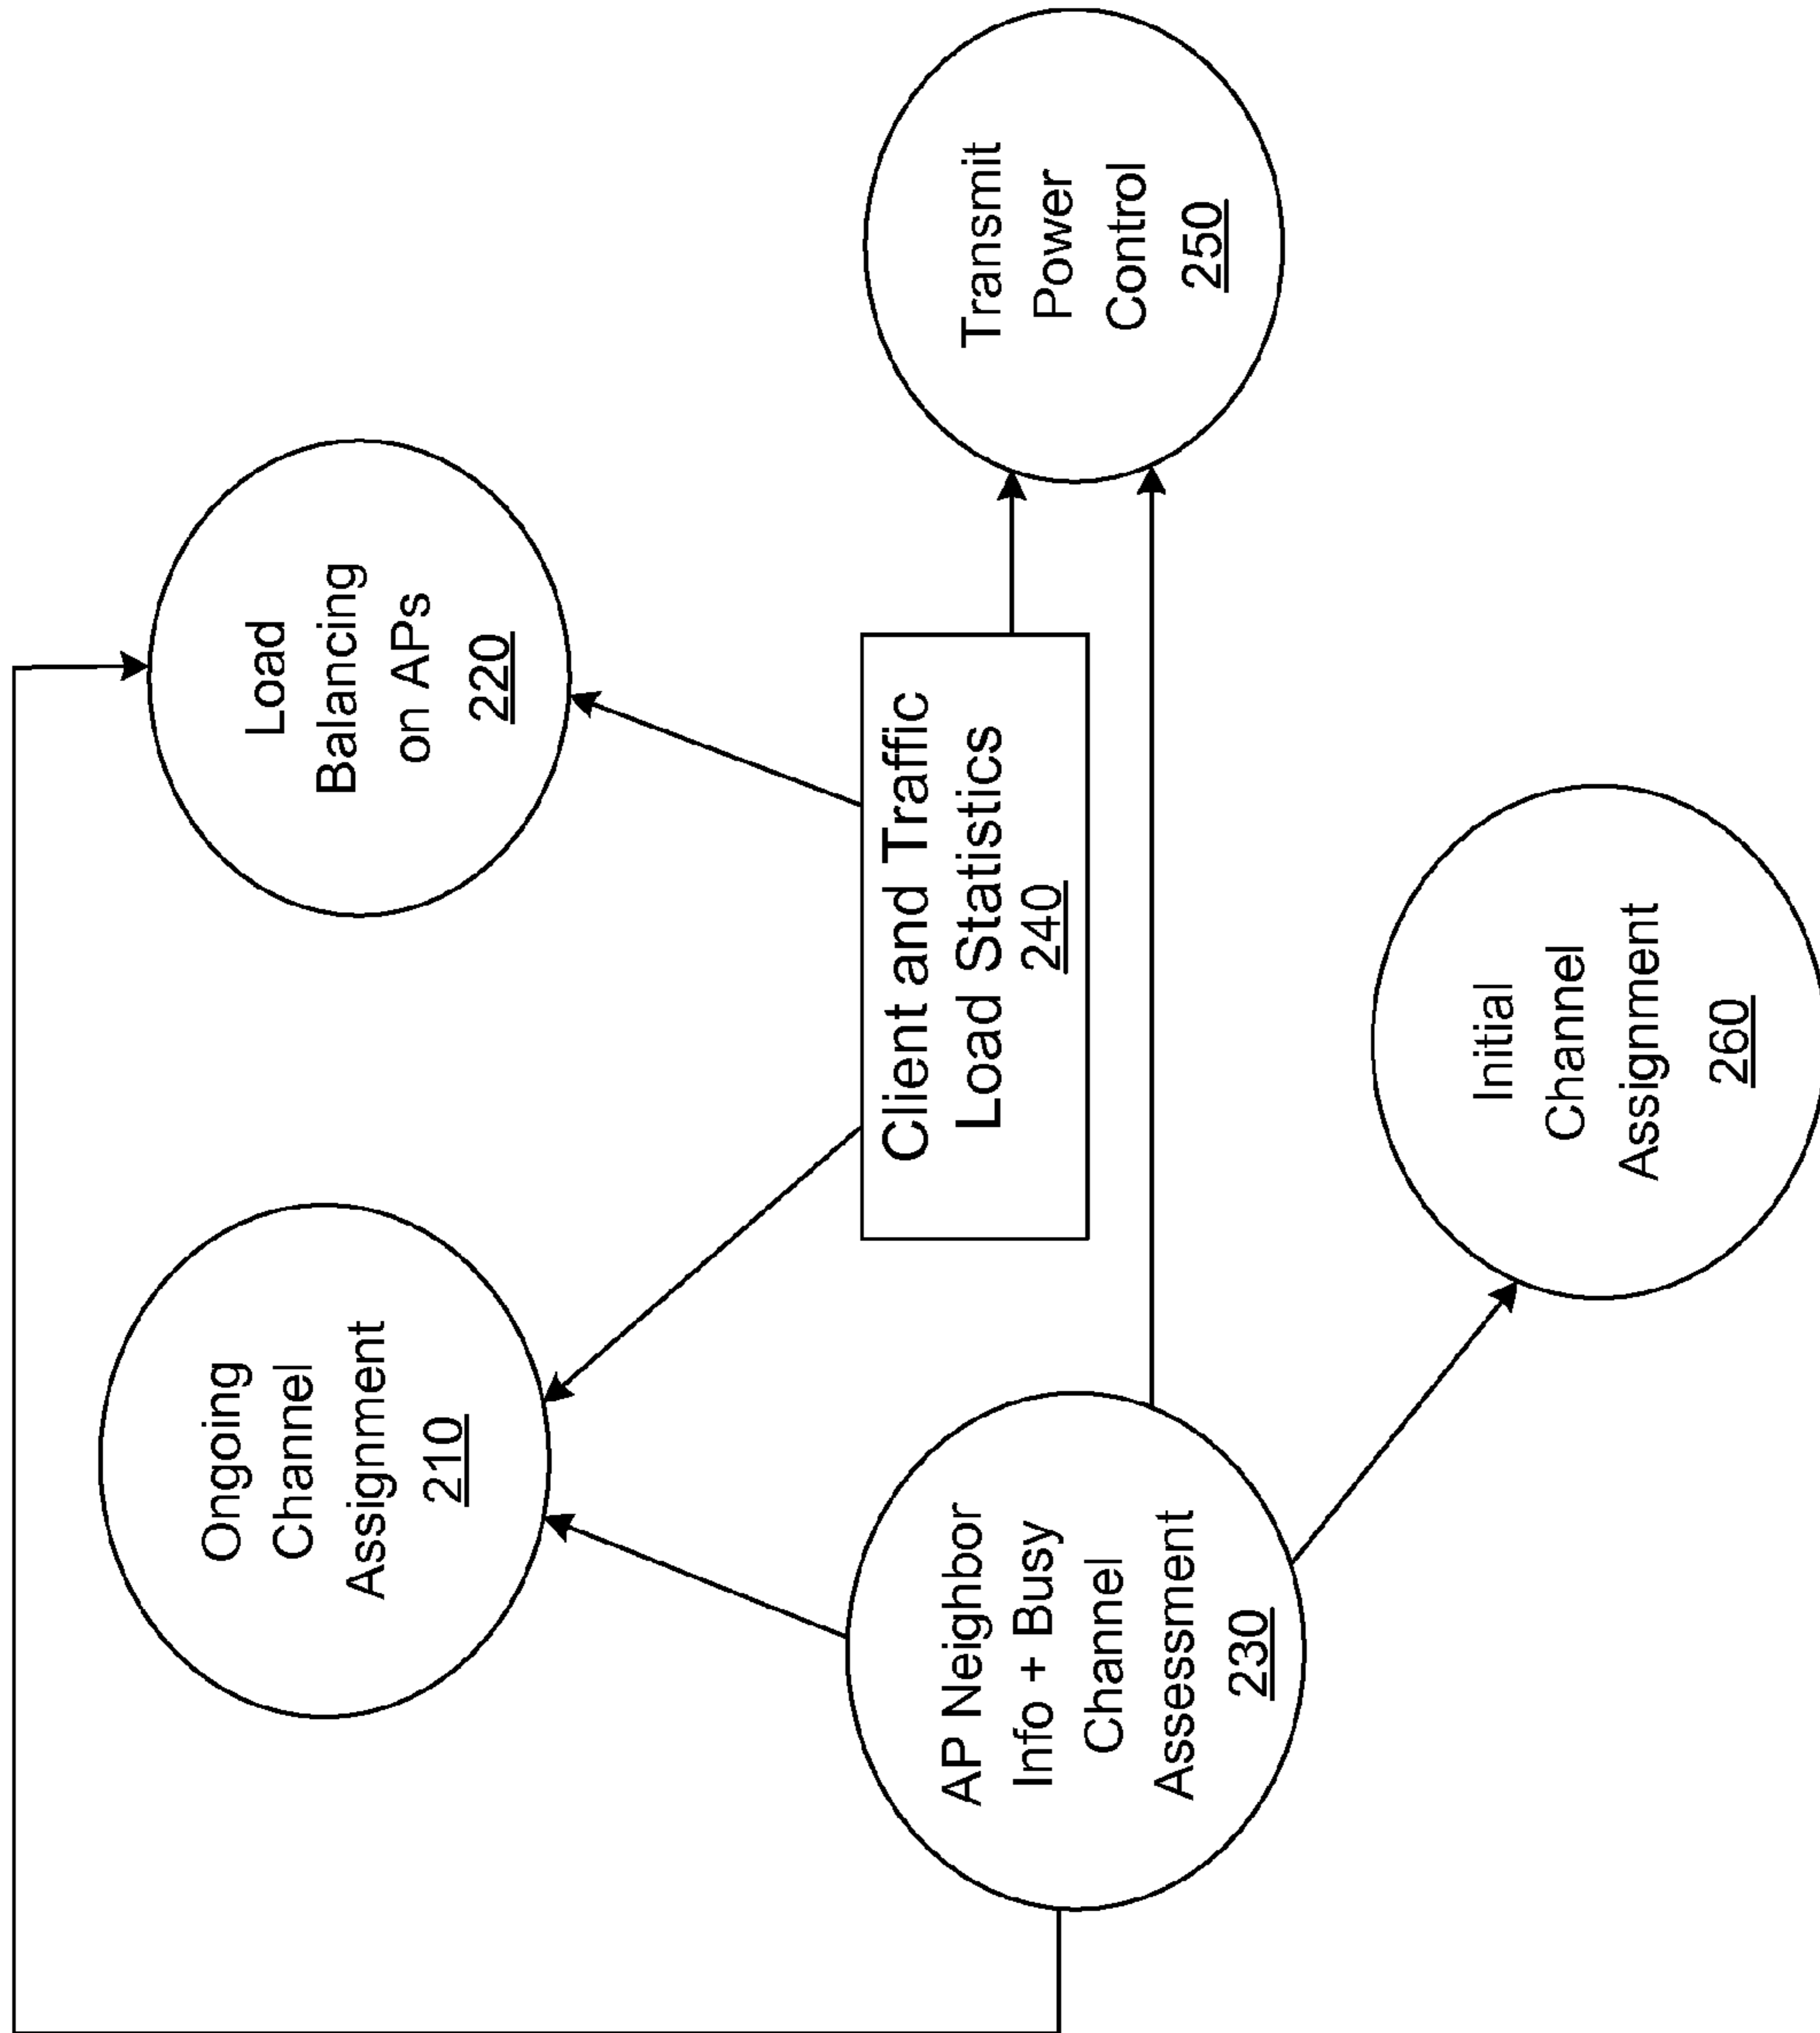 Ongoing
Channel
Assignment
210
Load
Balancing
on APs
220
AP Neighbor
Info + Busy
Channel
Assessment
230
Client and Traffic
Load Statistics
240
Transmit
Power
Control
250
Initial
Channel
Assignment
260